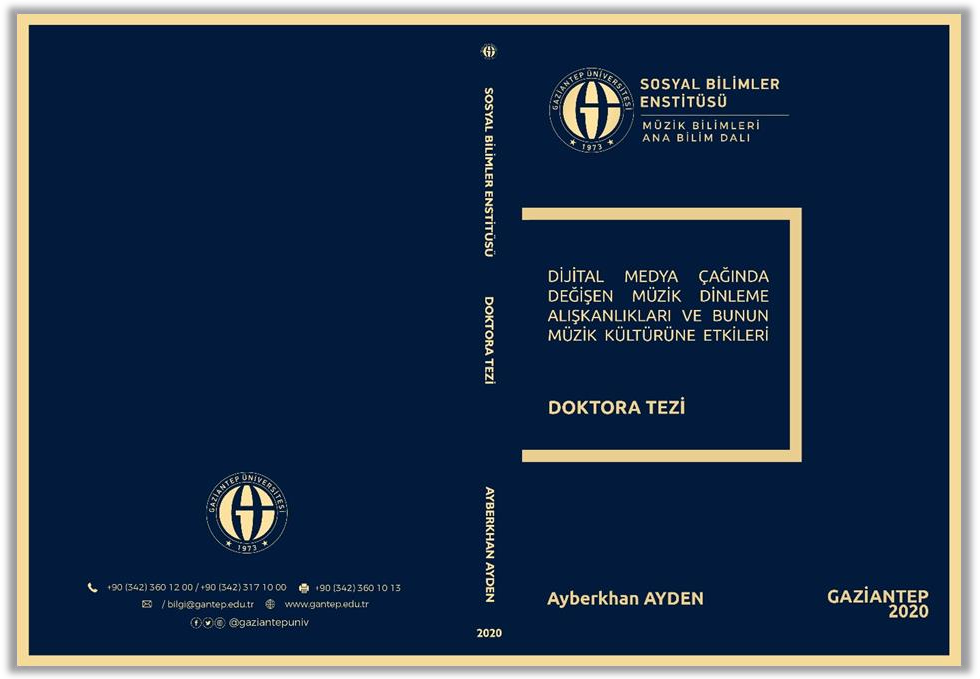 GAZİANTEP ÜNİVERSİTESİ
1973
+90 (342) 360 12 00 / +90 (342) 317 10 00 +90 (342) 360 10 13
/ bilgi@gantep.edu.tr www.gantep.edu.tr
@gaziantepuniv
SOSYAL BİLİMLER ENSTİTÜSÜ
DOKTORA TEZİ
AYBERKHAN AYDEN
2020
GAZİANTEP ÜNİVERSİTESİ
1973
SOSYAL BİLİMLER
ENSTİTÜSÜ
MÜZİK BİLİMLERİ
ANA BİLİM DALI
DİJİTAL MEDYA ÇAĞINDA
DEĞİŞEN MÜZİK DİNLEME
ALIŞKANLIKLARI VE BUNUN
MÜZİK KÜLTÜRÜNE ETKİLERİ
DOKTORA TEZİ
Ayberkhan AYDEN
GAZİANTEP
2020